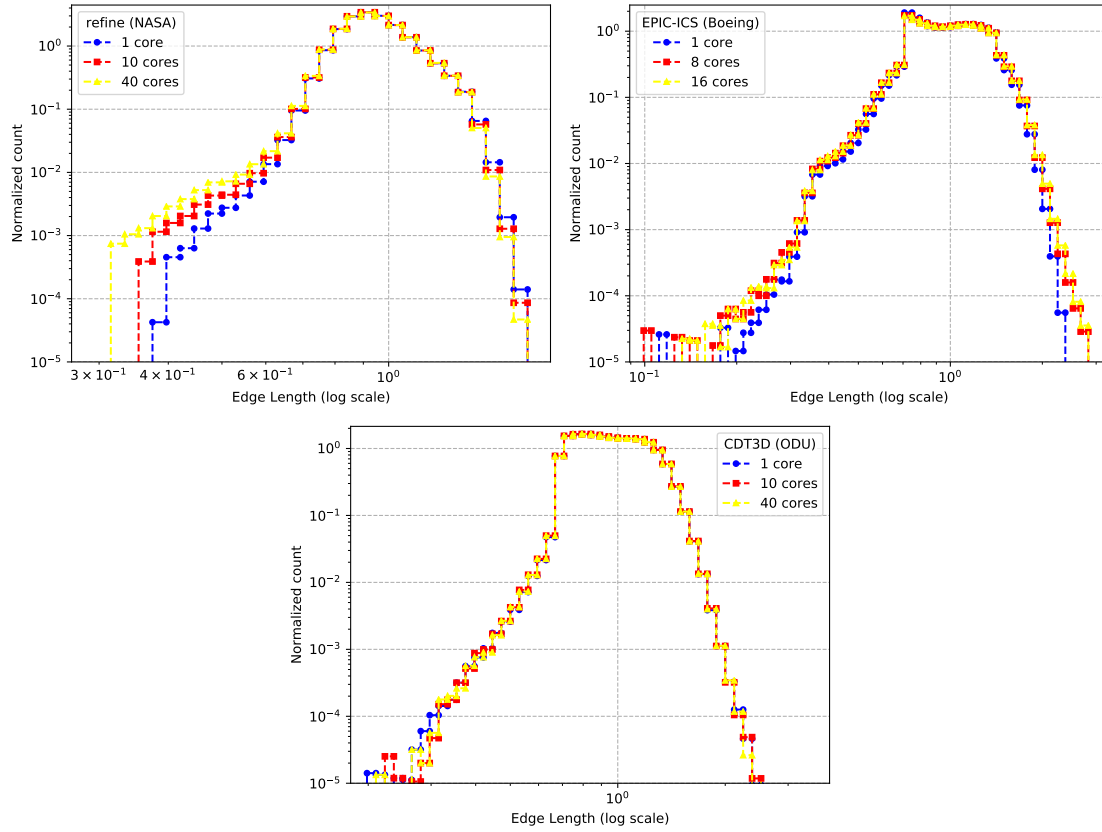 refine (NASA)
1 core
10 cores
40 cores
Normalized count
10⁰
10⁻¹
10⁻²
10⁻³
10⁻⁴
10⁻⁵
3 × 10⁻¹
4 × 10⁻¹
6 × 10⁻¹
10⁰
Edge Length (log scale)
EPIC-ICS (Boeing)
1 core
8 cores
16 cores
Normalized count
10⁰
10⁻¹
10⁻²
10⁻³
10⁻⁴
10⁻⁵
10⁻¹
10⁰
Edge Length (log scale)
CDT3D (ODU)
1 core
10 cores
40 cores
Normalized count
10⁰
10⁻¹
10⁻²
10⁻³
10⁻⁴
10⁻⁵
10⁰
Edge Length (log scale)